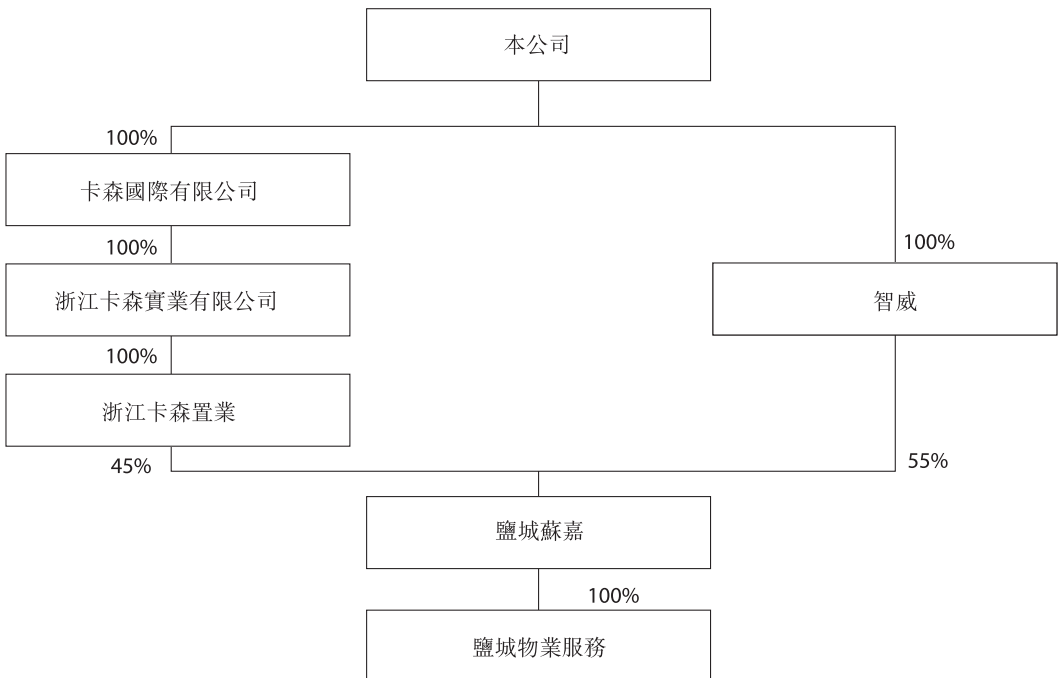 本公司
100%
卡森國際有限公司
100%
100%
浙江卡森實業有限公司
智威
100%
浙江卡森置業
45%
55%
鹽城蘇嘉
100%
鹽城物業服務